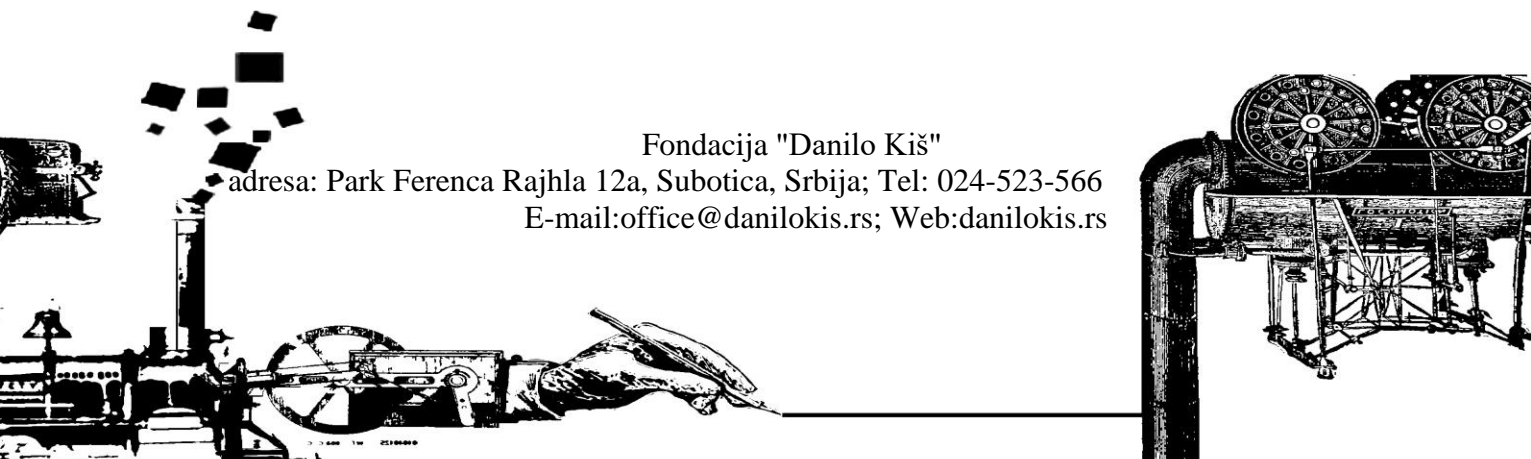 Fondacija "Danilo Kiš"
adresa: Park Ferenca Rajhla 12a, Subotica, Srbija; Tel: 024-523-566
E-mail:office@danilokis.rs; Web:danilokis.rs